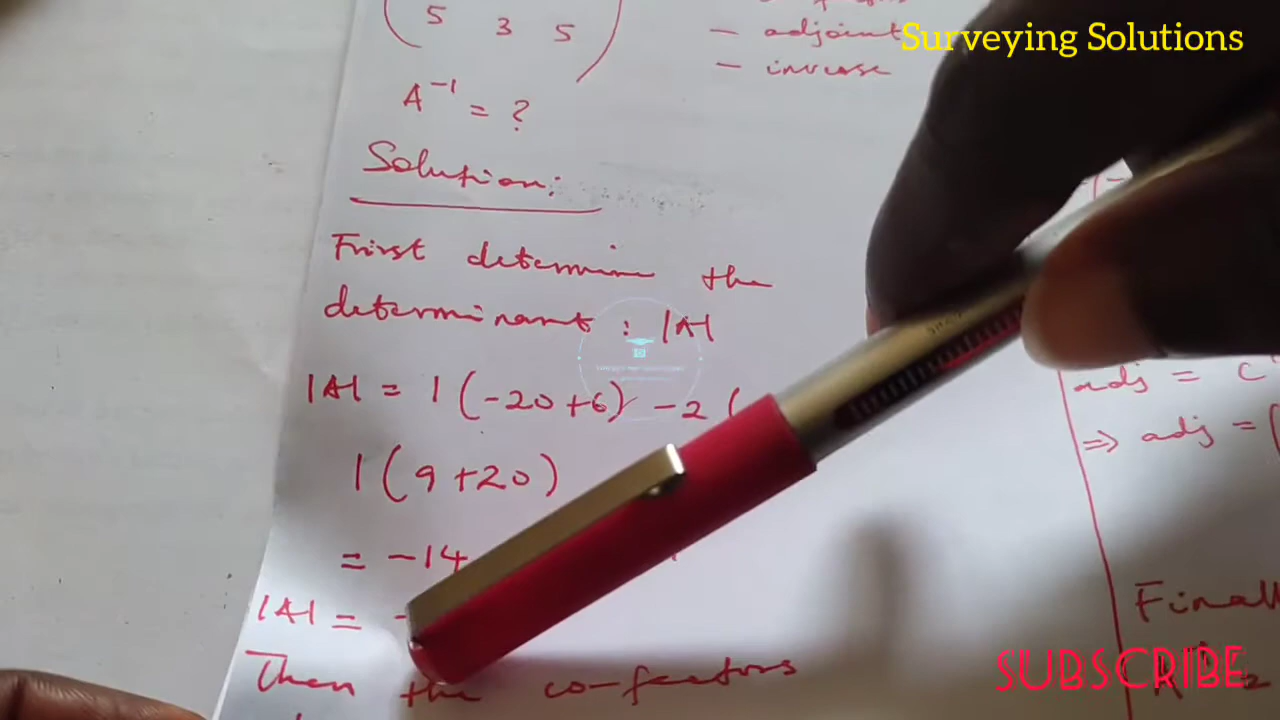 5 3 5
- adjoint
- inverse
Surveying Solutions
A⁻¹ = ?
Solution:
First determine the
determinant : |A|
|A| = 1(-20+6) -2(
1(9+20)
= -14
|A| = -
Then the co-factors
adj = C
=> adj = [
SUBSCRIBE